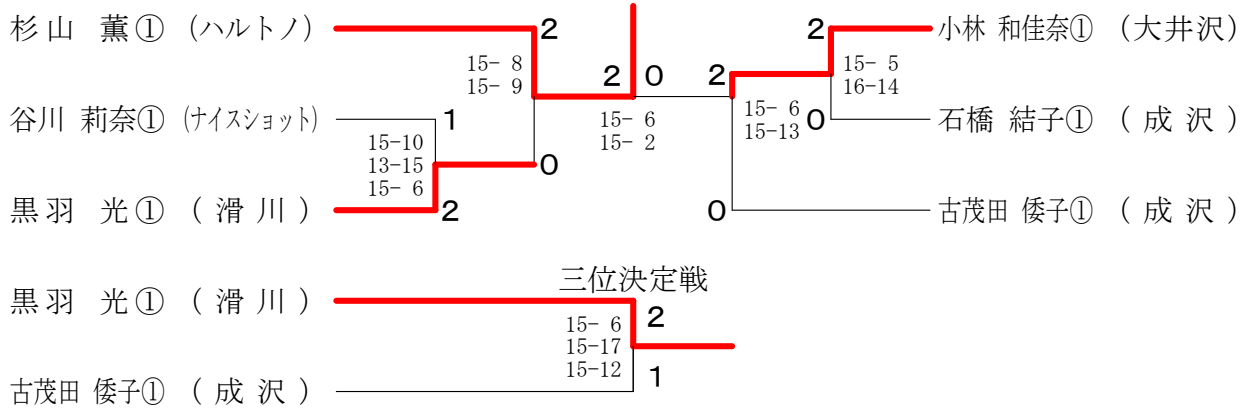 杉山 薫① (ハルトノ) 2 2 小林 和佳奈① (大井沢)
15- 8 15- 5
15- 9 2 0 2 16-14
谷川 莉奈① (ナイスショット) 1 15- 6 15- 6 0 石橋 結子① (成沢)
15- 2 15-13
15-10
13-15 0
15- 6
黒羽 光① (滑川) 2 0 古茂田 倭子① (成沢)
三位決定戦
黒羽 光① (滑川)
15- 6 2
15-17
15-12 1
古茂田 倭子① (成沢)